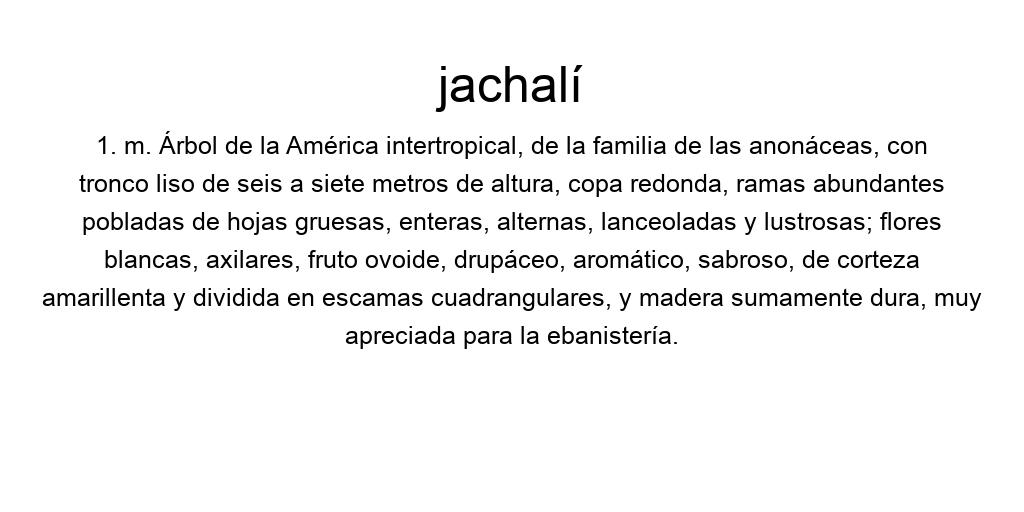 jachalí
1. m. Árbol de la América intertropical, de la familia de las anonáceas, con
tronco liso de seis a siete metros de altura, copa redonda, ramas abundantes
pobladas de hojas gruesas, enteras, alternas, lanceoladas y lustrosas; flores
blancas, axilares, fruto ovoide, drupáceo, aromático, sabroso, de corteza
amarillenta y dividida en escamas cuadrangulares, y madera sumamente dura, muy
apreciada para la ebanistería.